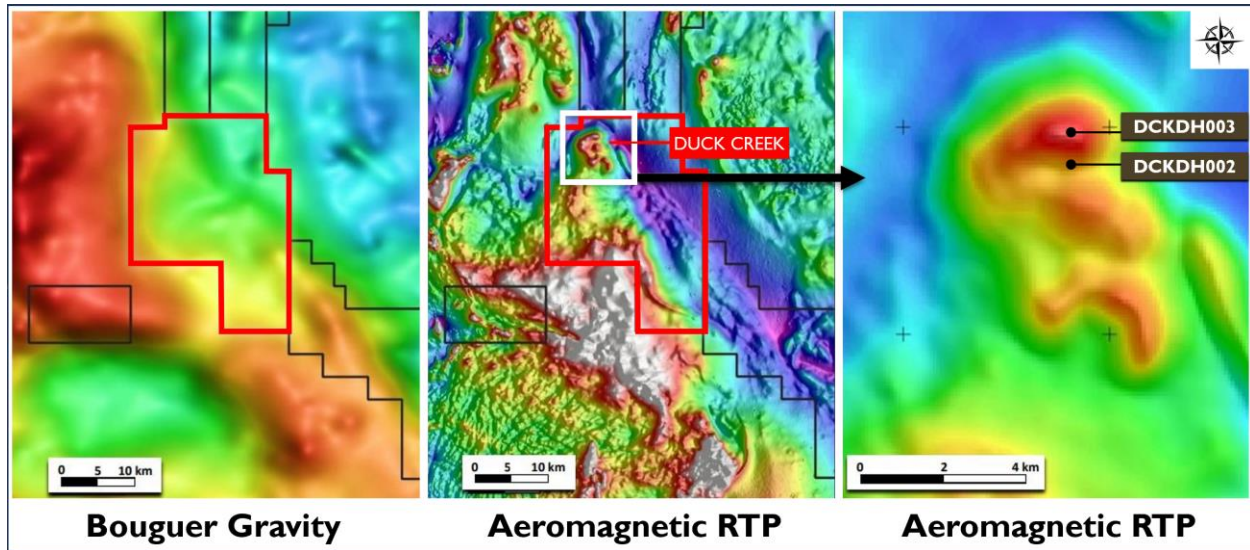 DUCK CREEK
DCKDH003
DCKDH002
0 5 10 km
0 5 10 km
0 2 4 km
Bouguer Gravity
Aeromagnetic RTP
Aeromagnetic RTP